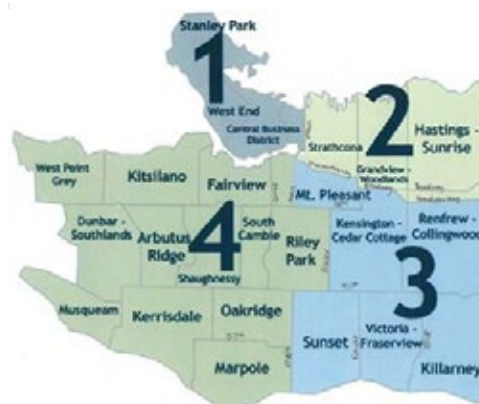 Stanley Park
1
West End
Central Business
District
2
Hastings -
Sunrise
Strathcona
Grandview -
Woodlands
West Point
Grey
Kitsilano
Fairview
Mt. Pleasant
Dunbar -
Southlands
Arbutus
Ridge
4
South
Cambie
Riley
Park
Kensington -
Cedar Cottage
Renfrew -
Collingwood
Shaughnessy
3
Musqueam
Kerrisdale
Oakridge
Sunset
Victoria -
Fraserview
Marpole
Killarney